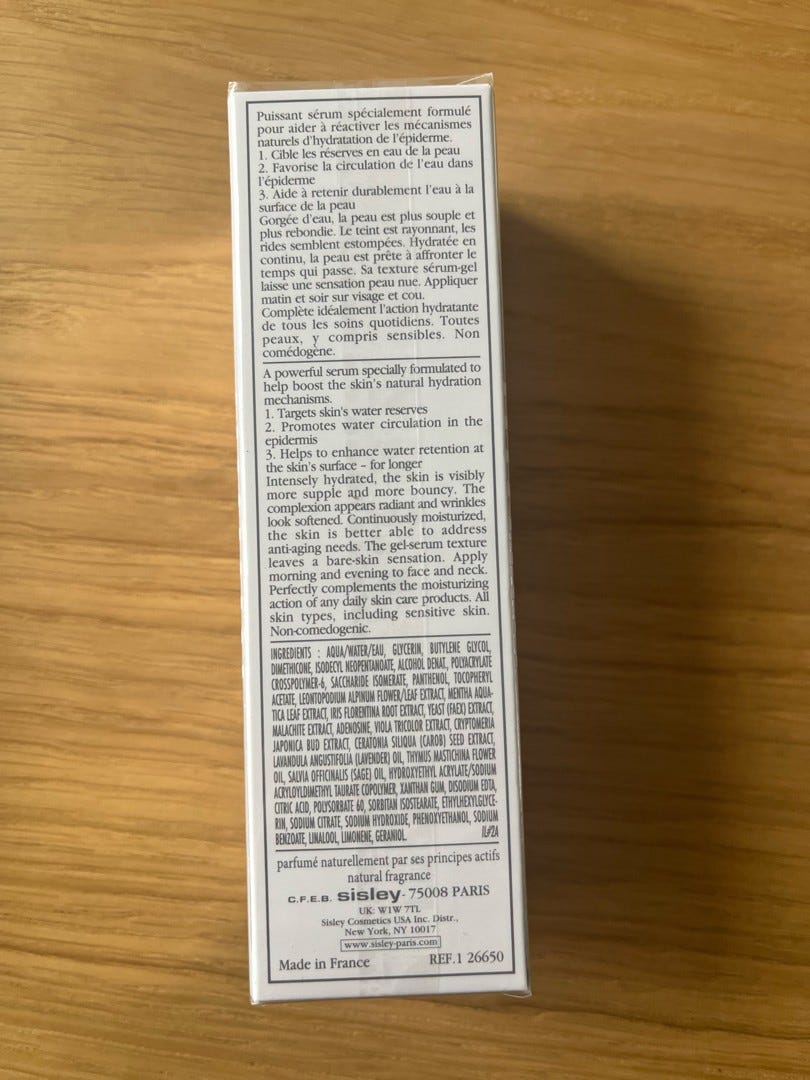 Puissant sérum spécialement formulé
pour aider à réactiver les mécanismes
naturels d'hydratation de l'épiderme.
1. Cible les réserves en eau de la peau
2. Favorise la circulation de l'eau dans
l'épiderme
3. Aide à retenir durablement l'eau à la
surface de la peau
Gorgée d'eau, la peau est plus souple et
plus rebondie. Le teint est rayonnant, les
rides semblent estompées. Hydratée en
continu, la peau est prête à affronter le
temps qui passe. Sa texture sérum-gel
laisse une sensation peau nue. Appliquer
matin et soir sur visage et cou.
Complète idéalement l'action hydratante
de tous les soins quotidiens. Toutes
peaux, y compris sensibles. Non
comédogène.
A powerful serum specially formulated to
help boost the skin's natural hydration
mechanisms.
1. Targets skin's water reserves
2. Promotes water circulation in the
epidermis
3. Helps to enhance water retention at
the skin's surface – for longer
Intensely hydrated, the skin is visibly
more supple and more bouncy. The
complexion appears radiant and wrinkles
look softened. Continuously moisturized,
the skin is better able to address
anti-aging needs. The gel-serum texture
leaves a bare-skin sensation. Apply
morning and evening to face and neck.
Perfectly complements the moisturizing
action of any daily skin care products. All
skin types, including sensitive skin.
Non-comedogenic.
INGREDIENTS : AQUA/WATER/EAU, GLYCERIN, BUTYLENE GLYCOL,
DIMETHICONE, ISODECYL NEOPENTANOATE, ALCOHOL DENAT., POLYACRYLATE
CROSSPOLYMER-6, SACCHARIDE ISOMERATE, PANTHENOL, TOCOPHERYL
ACETATE, LEONTOPODIUM ALPINUM FLOWER/LEAF EXTRACT, MENTHA AQUA-
TICA LEAF EXTRACT, IRIS FLORENTINA ROOT EXTRACT, YEAST (FAEX) EXTRACT,
MALACHITE EXTRACT, ADENOSINE, VIOLA TRICOLOR EXTRACT, CRYPTOMERIA
JAPONICA BUD EXTRACT, CERATONIA SILIQUA (CAROB) SEED EXTRACT,
LAVANDULA ANGUSTIFOLIA (LAVENDER) OIL, THYMUS MASTICHINA FLOWER
OIL, SALVIA OFFICINALIS (SAGE) OIL, HYDROXYETHYL ACRYLATE/SODIUM
ACRYLOYLDIMETHYL TAURATE COPOLYMER, XANTHAN GUM, DISODIUM EDTA,
CITRIC ACID, POLYSORBATE 60, SORBITAN ISOSTEARATE, ETHYLHEXYLGLYCE-
RIN, SODIUM CITRATE, SODIUM HYDROXIDE, PHENOXYETHANOL, SODIUM
BENZOATE, LINALOOL, LIMONENE, GERANIOL. IL#2A
parfumé naturellement par ses principes actifs
natural fragrance
C.F.E.B. sisley - 75008 PARIS
UK: W1W 7TL
Sisley Cosmetics USA Inc. Distr.,
New York, NY 10017
www.sisley-paris.com
Made in France REF.1 26650